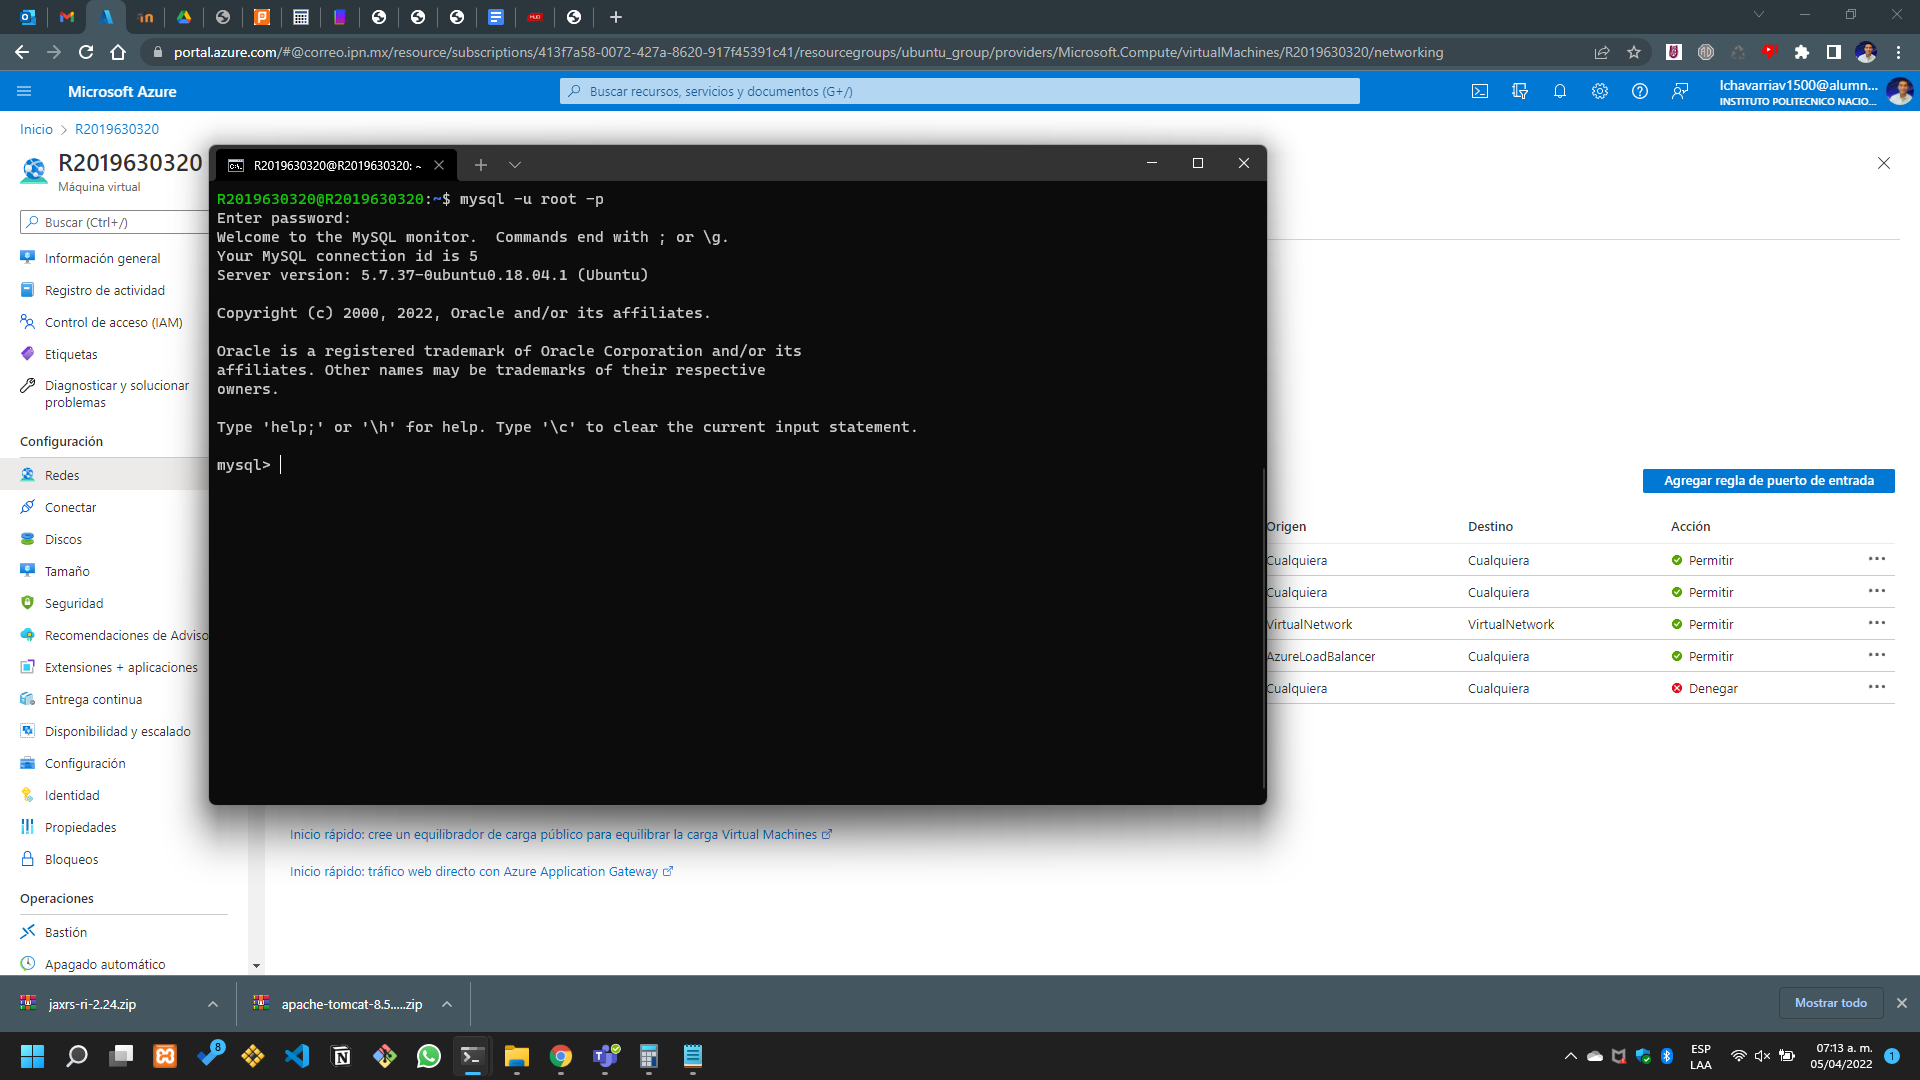 portal.azure.com/#@correo.ipn.mx/resource/subscriptions/413f7a58-0072-427a-8620-917f45391c41/resourcegroups/ubuntu_group/providers/Microsoft.Compute/virtualMachines/R2019630320/networking
Microsoft Azure
Buscar recursos, servicios y documentos (G+/)
lchavarriav1500@alumn...
INSTITUTO POLITECNICO NACIO...
Inicio > R2019630320
R2019630320
Máquina virtual
Buscar (Ctrl+/)
Información general
Registro de actividad
Control de acceso (IAM)
Etiquetas
Diagnosticar y solucionar
problemas
Configuración
Redes
Conectar
Discos
Tamaño
Seguridad
Recomendaciones de Adviso
Extensiones + aplicaciones
Entrega continua
Disponibilidad y escalado
Configuración
Identidad
Propiedades
Bloqueos
Operaciones
Bastión
Apagado automático
R2019630320@R2019630320: ~
R2019630320@R2019630320:~$ mysql -u root -p
Enter password:
Welcome to the MySQL monitor.  Commands end with ; or \g.
Your MySQL connection id is 5
Server version: 5.7.37-0ubuntu0.18.04.1 (Ubuntu)
Copyright (c) 2000, 2022, Oracle and/or its affiliates.
Oracle is a registered trademark of Oracle Corporation and/or its
affiliates. Other names may be trademarks of their respective
owners.
Type 'help;' or '\h' for help. Type '\c' to clear the current input statement.
mysql>
Agregar regla de puerto de entrada
Origen Destino Acción
Cualquiera Cualquiera Permitir
Cualquiera Cualquiera Permitir
VirtualNetwork VirtualNetwork Permitir
AzureLoadBalancer Cualquiera Permitir
Cualquiera Cualquiera Denegar
Inicio rápido: cree un equilibrador de carga público para equilibrar la carga Virtual Machines
Inicio rápido: tráfico web directo con Azure Application Gateway
jaxrs-ri-2.24.zip
apache-tomcat-8.5.....zip
Mostrar todo
8
ESP
LAA
07:13 a. m.
05/04/2022
1